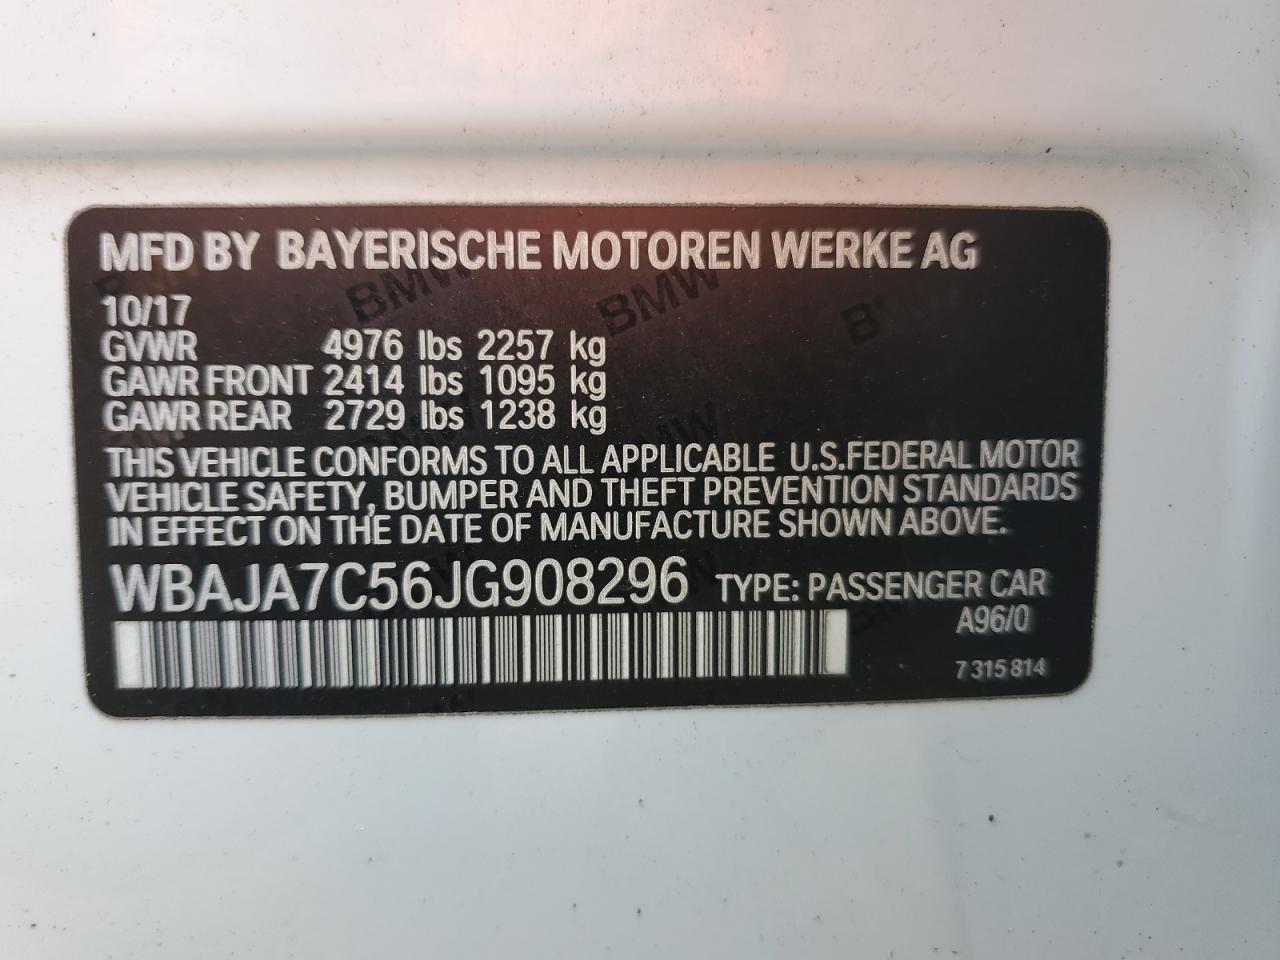 MFD BY BAYERISCHE MOTOREN WERKE AG
10/17
GVWR 4976 lbs 2257 kg
GAWR FRONT 2414 lbs 1095 kg
GAWR REAR 2729 lbs 1238 kg
THIS VEHICLE CONFORMS TO ALL APPLICABLE U.S.FEDERAL MOTOR
VEHICLE SAFETY, BUMPER AND THEFT PREVENTION STANDARDS
IN EFFECT ON THE DATE OF MANUFACTURE SHOWN ABOVE.
WBAJA7C56JG908296 TYPE: PASSENGER CAR
A96/0
7 315 814
BMW
BMW
BMW